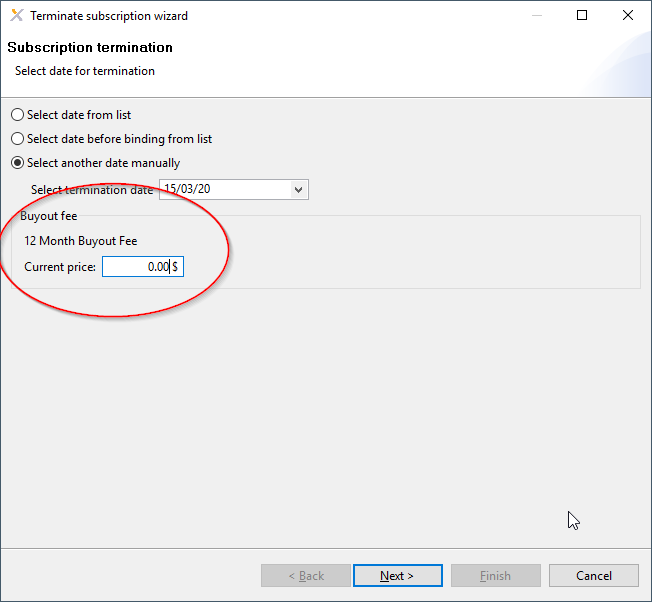 Terminate subscription wizard
Subscription termination
Select date for termination
Select date from list
Select date before binding from list
Select another date manually
Select termination date 15/03/20
Buyout fee
12 Month Buyout Fee
Current price: 0.00 $
< Back Next > Finish Cancel